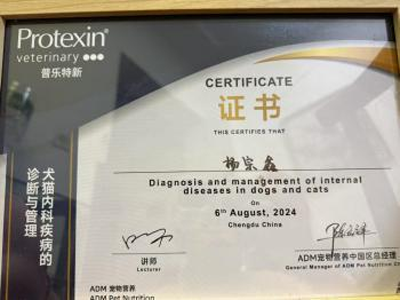 Protexin®
veterinary
普乐特新
犬猫内科疾病的
诊断与管理
CERTIFICATE
证书
THIS CERTIFIES THAT
杨宗鑫
Diagnosis and management of internal
diseases in dogs and cats
On
6th August, 2024
Chengdu China
讲师
Lecturer
ADM宠物营养中国区总经理
General Manager of ADM Pet Nutrition
ADM 宠物营养
ADM Pet Nutrition